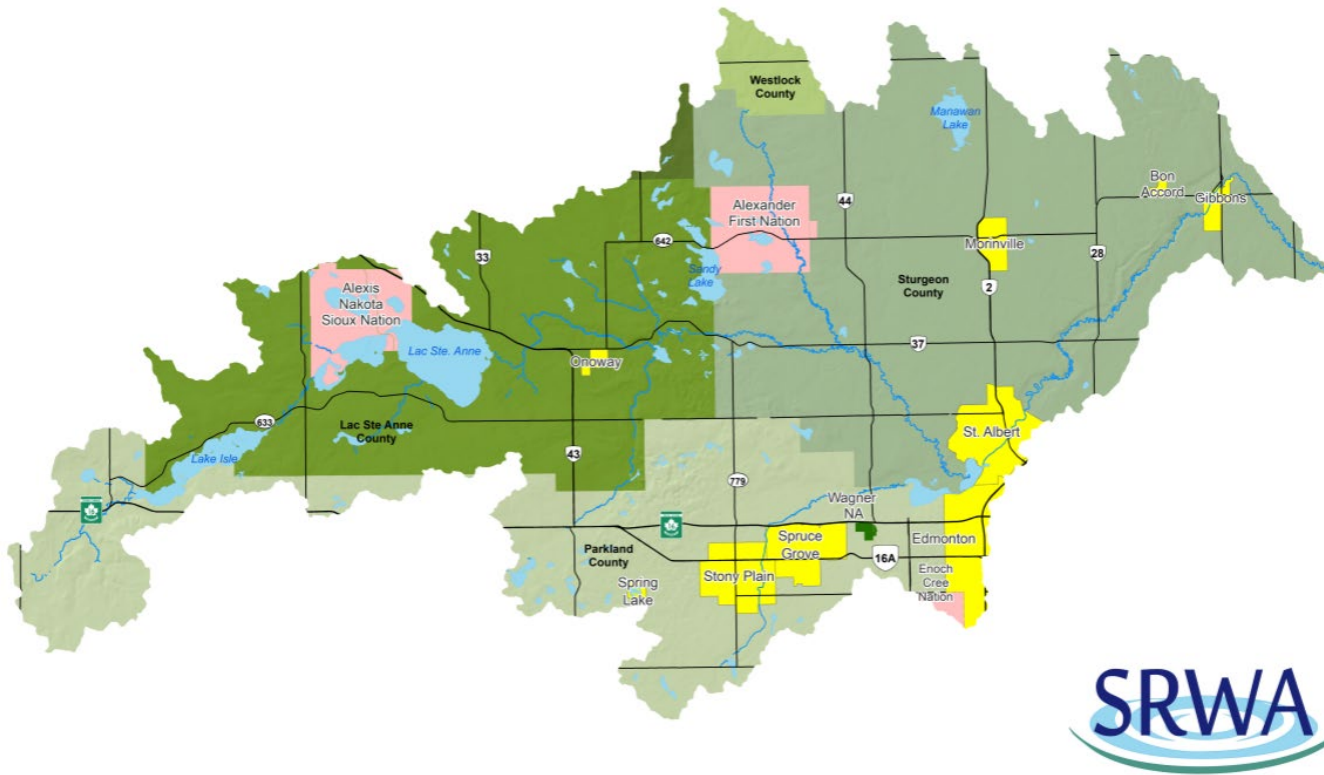 Westlock
County
Manawan
Lake
Bon
Accord
Gibbons
Alexander
First Nation
44
642
33
Morinville
28
Sandy
Lake
Sturgeon
County
2
Alexis
Nakota
Sioux Nation
Lac Ste. Anne
37
Onoway
633
Lac Ste Anne
County
St. Albert
Lake Isle
43
779
Wagner
NA
Parkland
County
Spruce
Grove
Edmonton
16A
Stony Plain
Enoch
Cree
Nation
Spring
Lake
SRWA